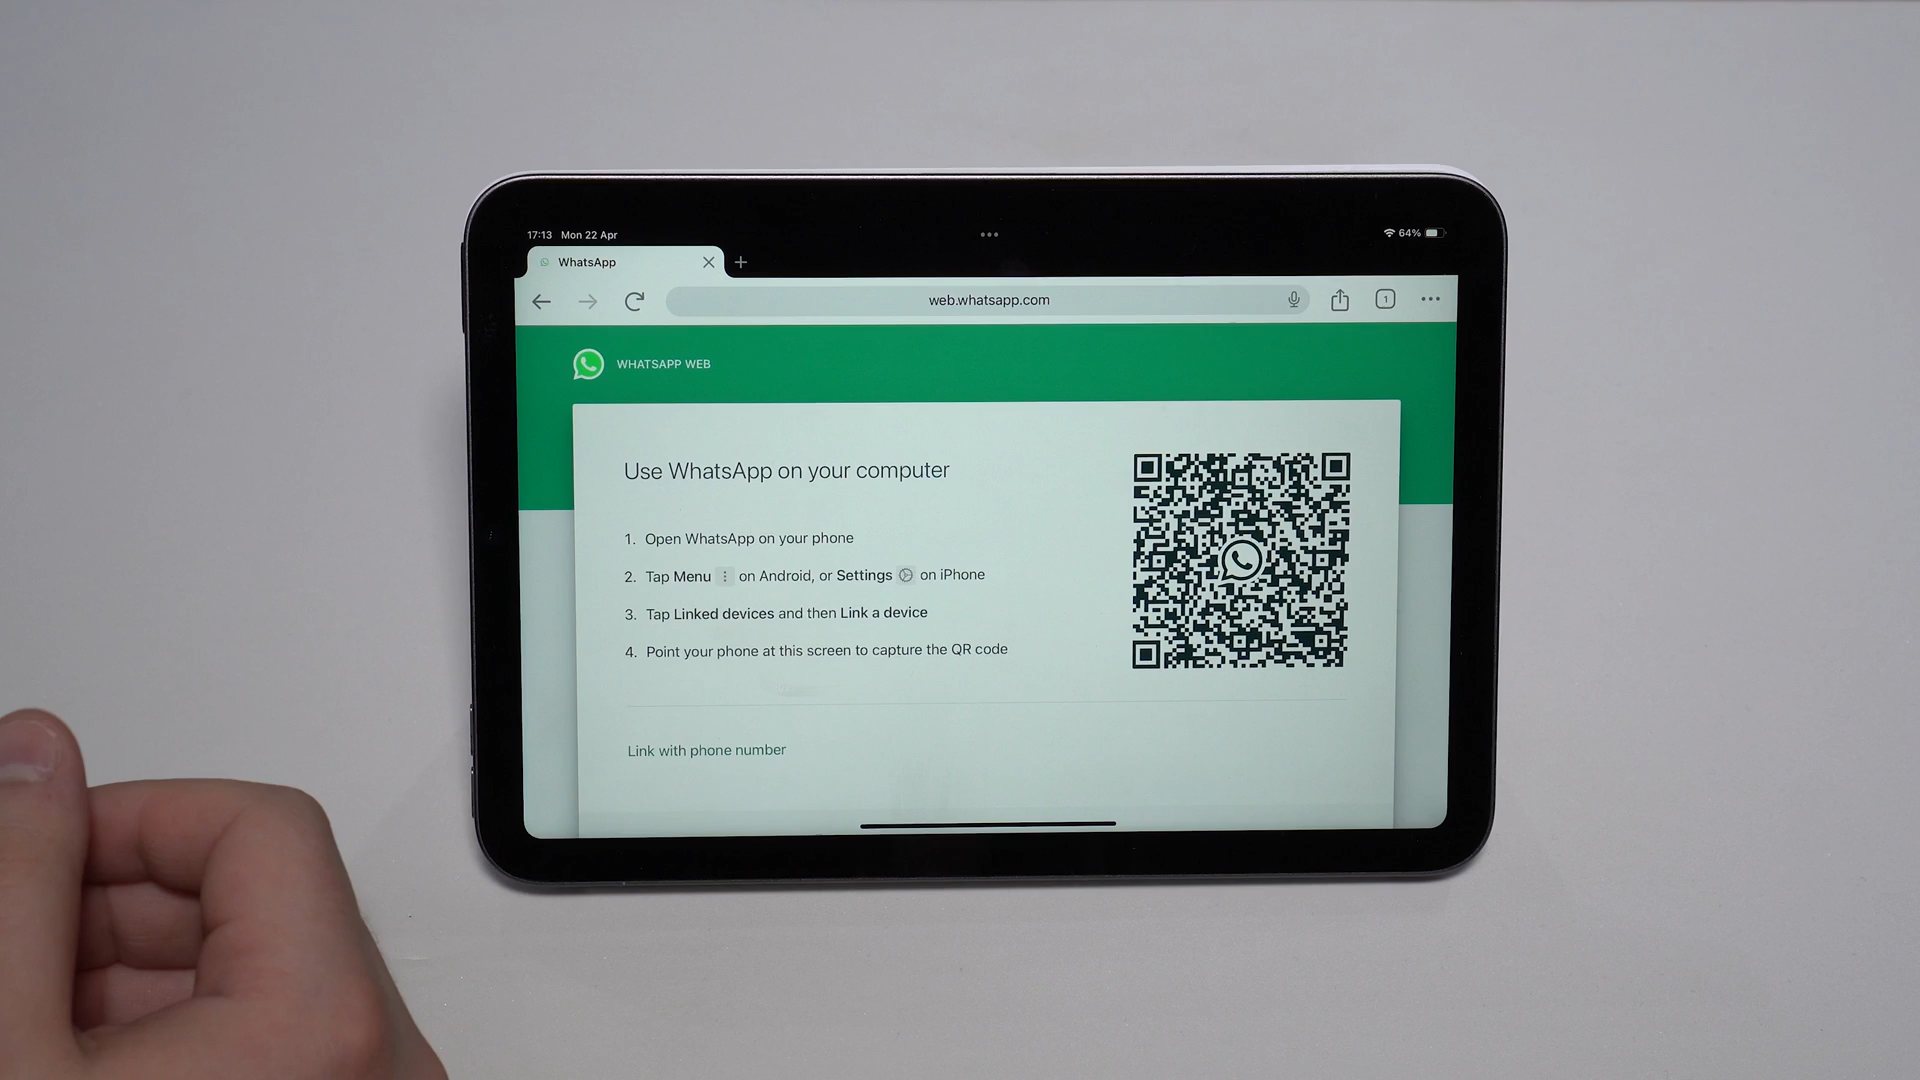 17:13 Mon 22 Apr
64%
WhatsApp
web.whatsapp.com
1
WHATSAPP WEB
Use WhatsApp on your computer
1. Open WhatsApp on your phone
2. Tap Menu on Android, or Settings on iPhone
3. Tap Linked devices and then Link a device
4. Point your phone at this screen to capture the QR code
Link with phone number